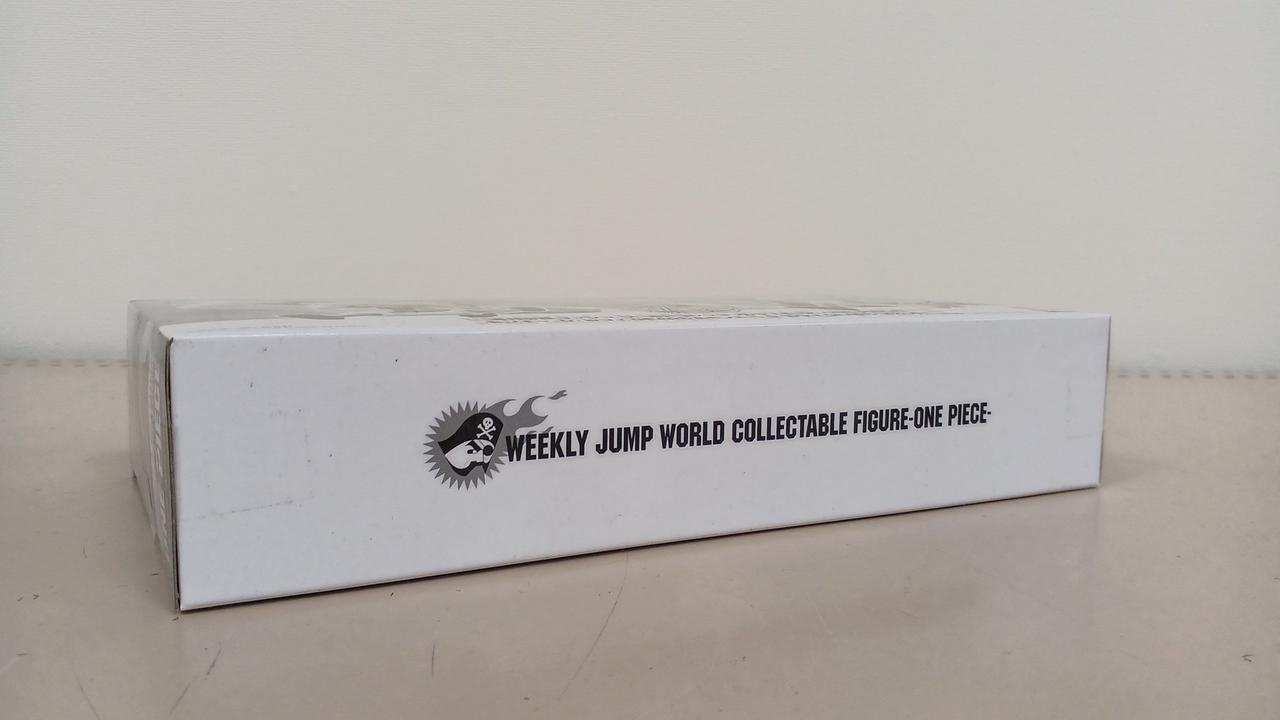 WEEKLY JUMP WORLD COLLECTABLE FIGURE-ONE PIECE-